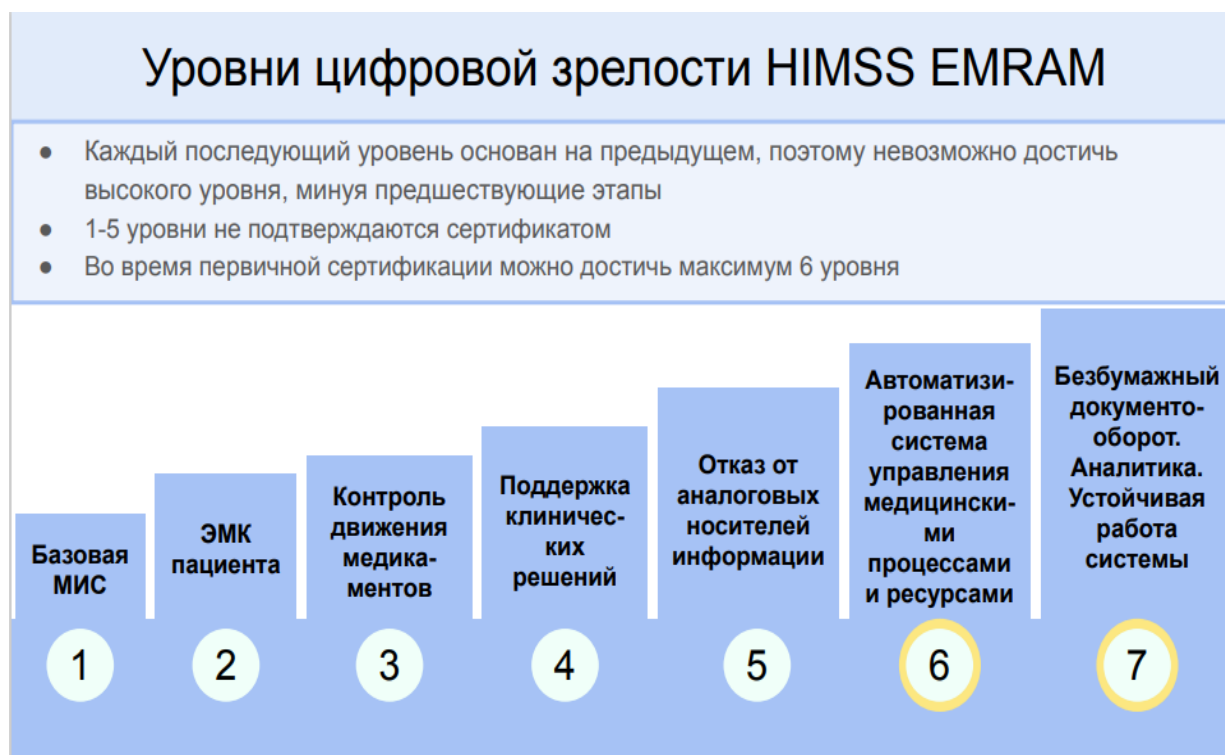 Уровни цифровой зрелости HIMSS EMRAM
● Каждый последующий уровень основан на предыдущем, поэтому невозможно достичь
высокого уровня, минуя предшествующие этапы
● 1-5 уровни не подтверждаются сертификатом
● Во время первичной сертификации можно достичь максимум 6 уровня
Базовая
МИС
1
ЭМК
пациента
2
Контроль
движения
медика-
ментов
3
Поддержка
клиничес-
ких
решений
4
Отказ от
аналоговых
носителей
информации
5
Автоматизи-
рованная
система
управления
медицински-
ми
процессами
и ресурсами
6
Безбумажный
документо-
оборот.
Аналитика.
Устойчивая
работа
системы
7